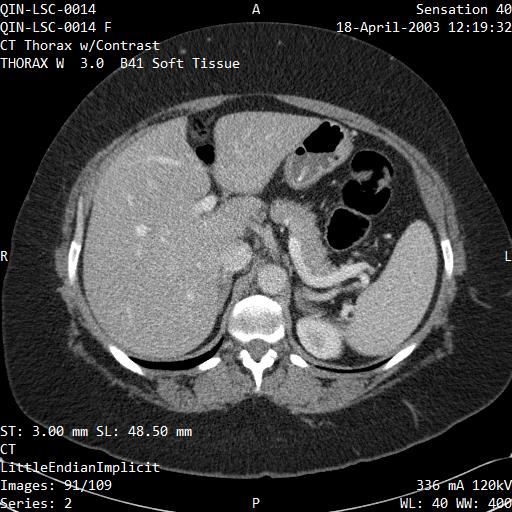 QIN-LSC-0014
A
Sensation 40
QIN-LSC-0014 F
18-April-2003 12:19:32
CT Thorax w/Contrast
THORAX W  3.0  B41 Soft Tissue
R
L
ST: 3.00 mm SL: 48.50 mm
CT
LittleEndianImplicit
Images: 91/109
336 mA 120kV
Series: 2
P
WL: 40 WW: 400